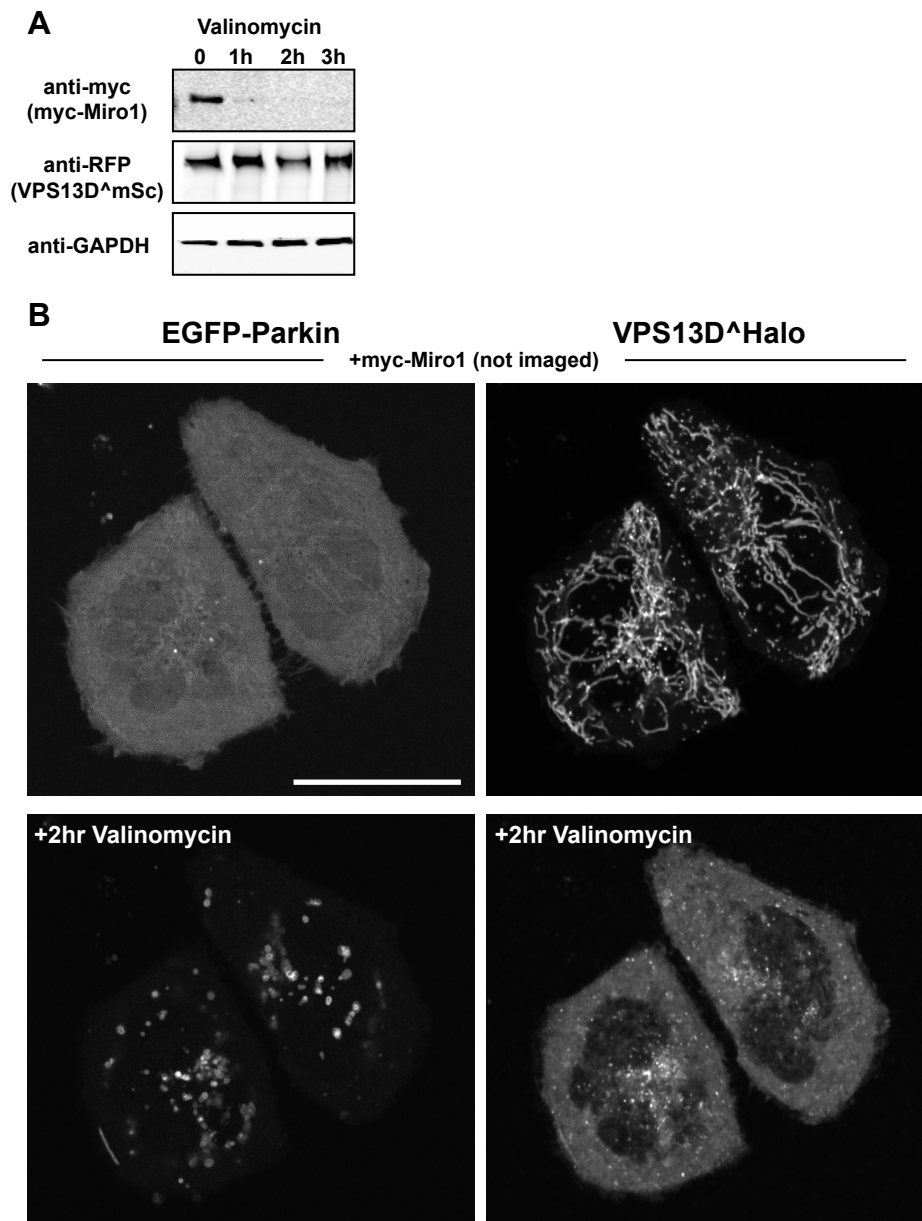 A
Valinomycin
0 1h 2h 3h
anti-myc
(myc-Miro1)
anti-RFP
(VPS13D^mSc)
anti-GAPDH
B
EGFP-Parkin VPS13D^Halo
+myc-Miro1 (not imaged)
+2hr Valinomycin +2hr Valinomycin